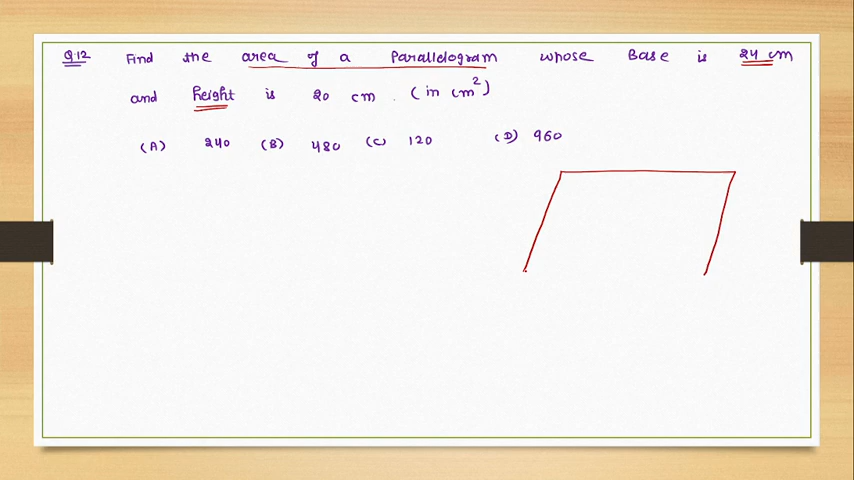 Q.12 Find the area of a Parallelogram whose Base is 24 cm
and height is 20 cm. (in cm²)
(A) 240 (B) 480 (C) 120 (D) 960